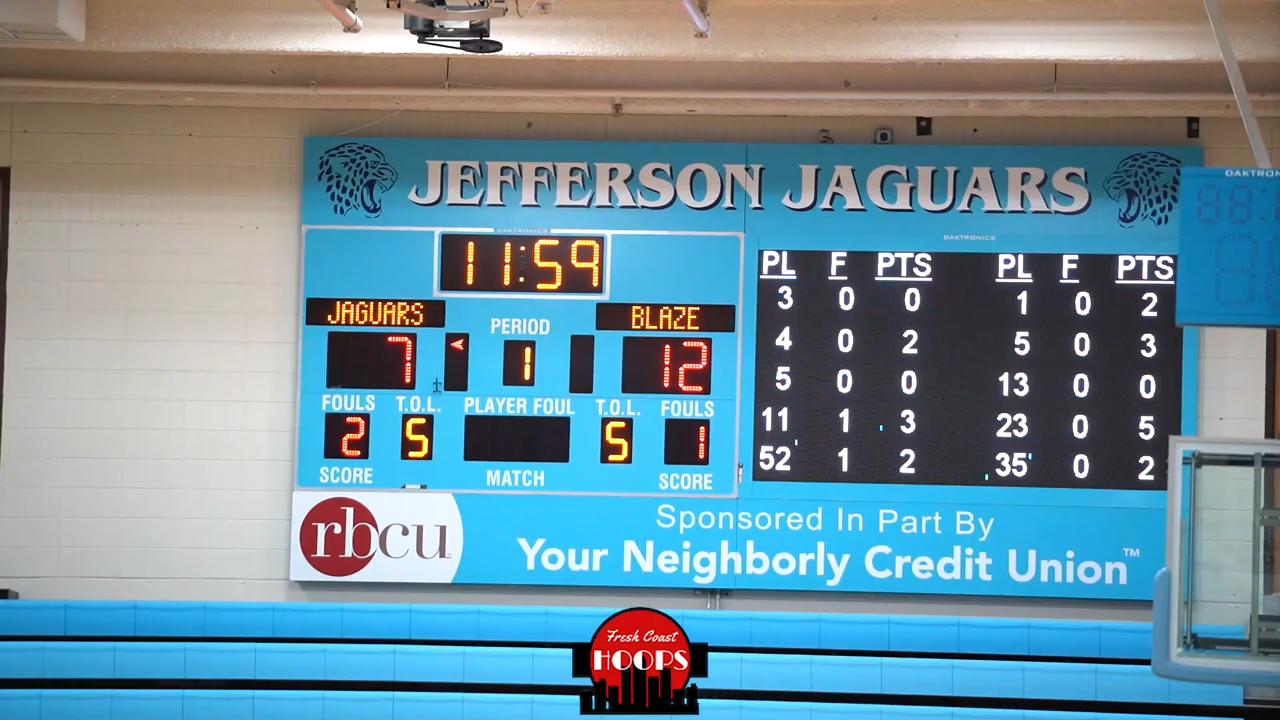 JEFFERSON JAGUARS
DAKTRONICS
11:59
JAGUARS
BLAZE
PERIOD
7
1
12
FOULS T.O.L. PLAYER FOUL T.O.L. FOULS
2 5 5 1
SCORE MATCH SCORE
DAKTRONICS
PL F PTS PL F PTS
3 0 0 1 0 2
4 0 2 5 0 3
5 0 0 13 0 0
11 1 3 23 0 5
52 1 2 35 0 2
DAKTRON
rbcu
Sponsored In Part By
Your Neighborly Credit Union™
Fresh Coast
HOOPS